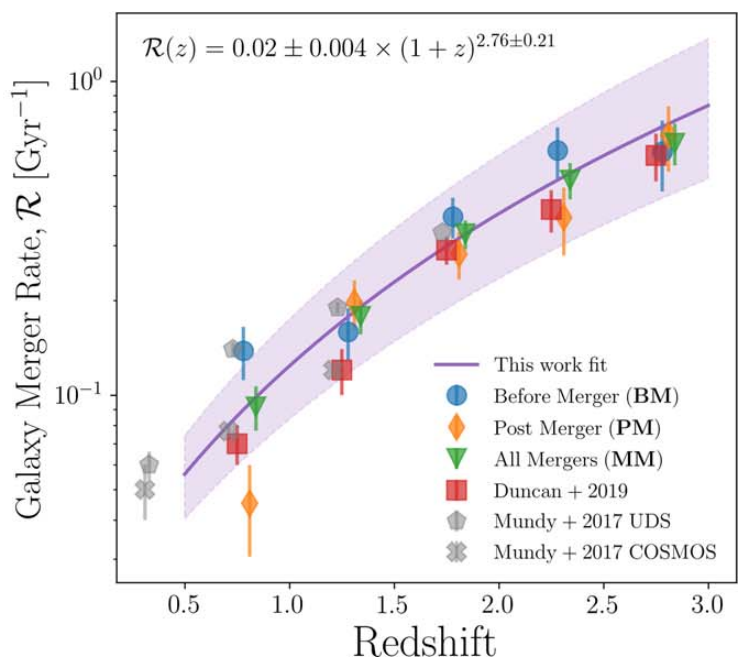 R(z) = 0.02 ± 0.004 × (1 + z)^2.76±0.21
Galaxy Merger Rate, R [Gyr^−1]
10^0
10^−1
This work fit
Before Merger (BM)
Post Merger (PM)
All Mergers (MM)
Duncan + 2019
Mundy + 2017 UDS
Mundy + 2017 COSMOS
0.5 1.0 1.5 2.0 2.5 3.0
Redshift